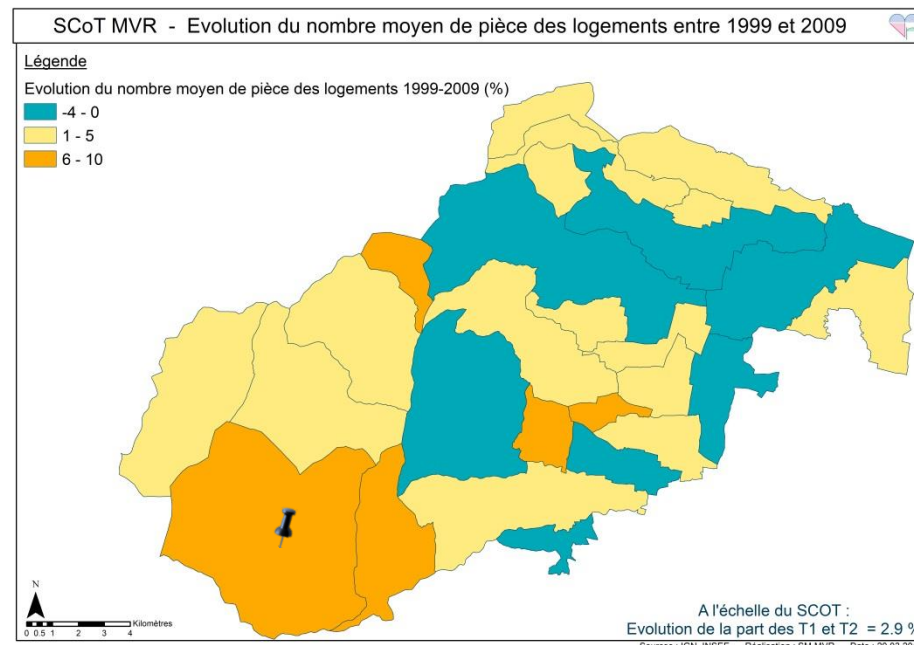 SCoT MVR - Evolution du nombre moyen de pièce des logements entre 1999 et 2009
Légende
Evolution du nombre moyen de pièce des logements 1999-2009 (%)
-4 - 0
1 - 5
6 - 10
N
0 0.5 1 2 3 4
Kilomètres
A l'échelle du SCOT :
Evolution de la part des T1 et T2 = 2.9 %